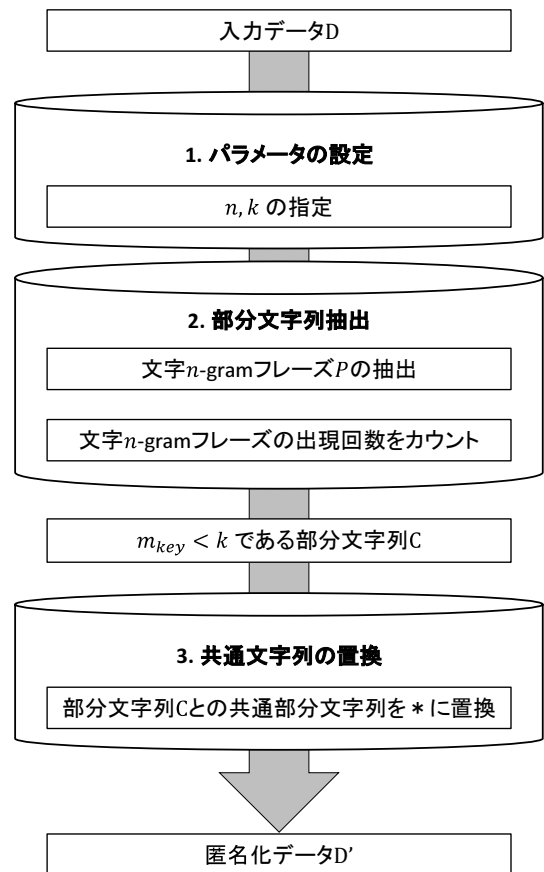 入力データD
1. パラメータの設定
n, k の指定
2. 部分文字列抽出
文字n-gramフレーズPの抽出
文字n-gramフレーズの出現回数をカウント
m_key < k である部分文字列C
3. 共通文字列の置換
部分文字列Cとの共通部分文字列を * に置換
匿名化データD'